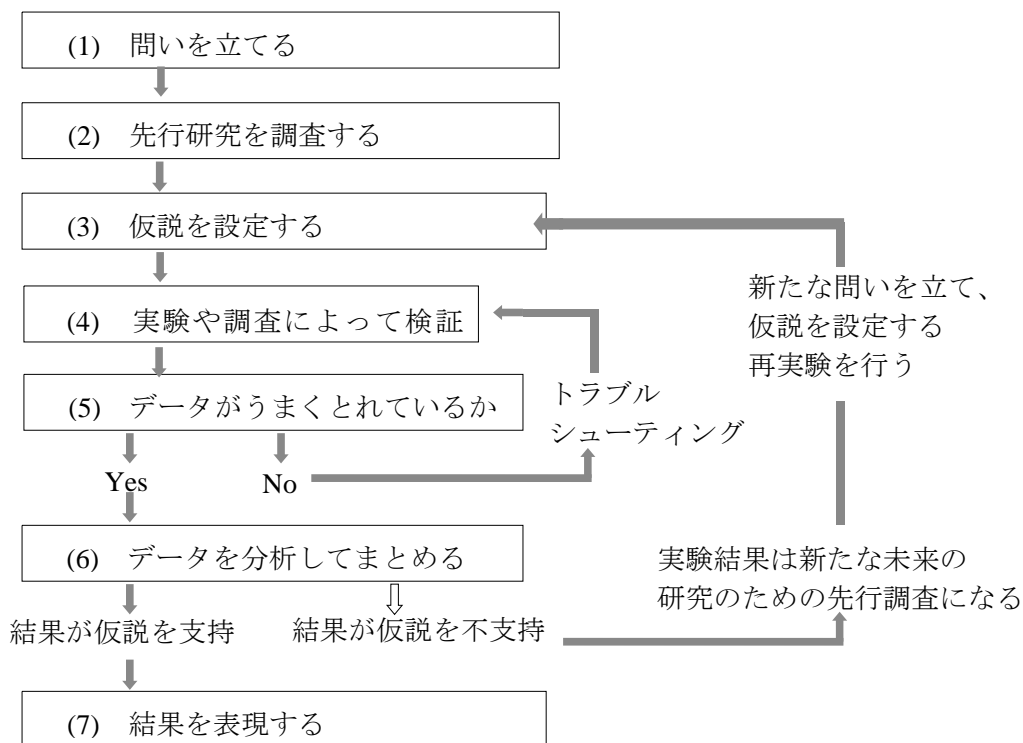 (1) 問いを立てる
(2) 先行研究を調査する
(3) 仮説を設定する
新たな問いを立て、
仮説を設定する
再実験を行う
(4) 実験や調査によって検証
(5) データがうまくとれているか
トラブル
シューティング
Yes
No
(6) データを分析してまとめる
実験結果は新たな未来の
研究のための先行調査になる
結果が仮説を支持
結果が仮説を不支持
(7) 結果を表現する